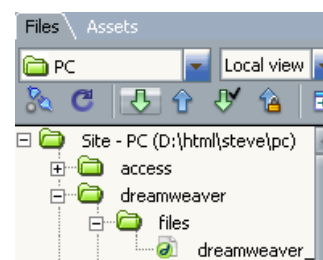 Files Assets
PC Local view
Site - PC (D:\html\steve\pc)
access
dreamweaver
files
dreamweaver_